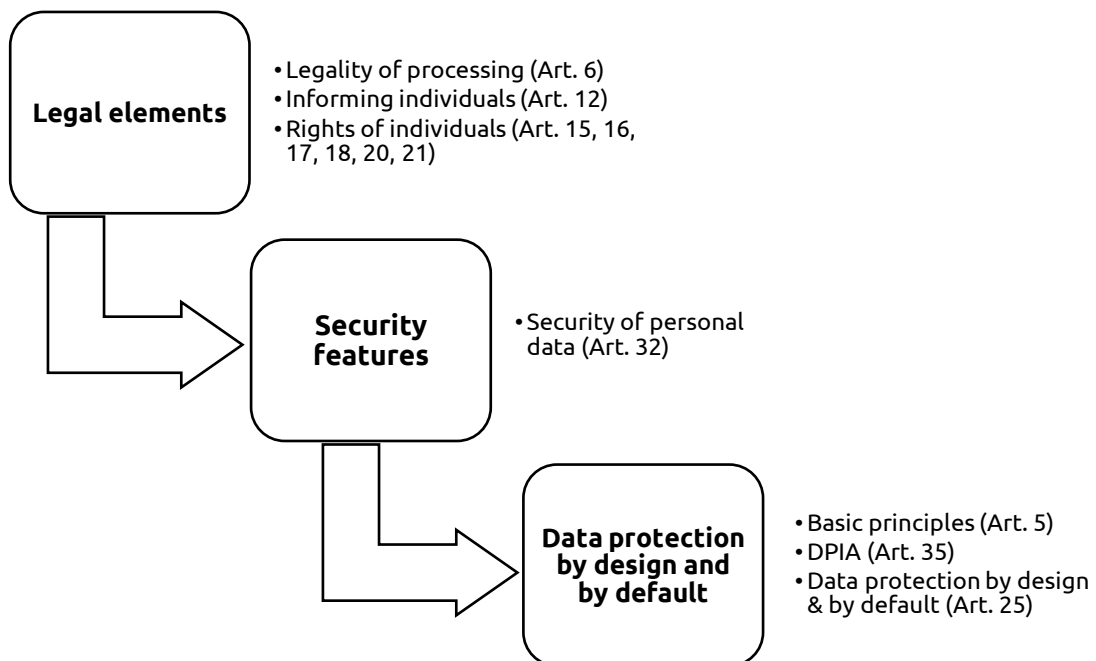 Legal elements
• Legality of processing (Art. 6)
• Informing individuals (Art. 12)
• Rights of individuals (Art. 15, 16,
17, 18, 20, 21)
Security
features
• Security of personal
data (Art. 32)
Data protection
by design and
by default
• Basic principles (Art. 5)
• DPIA (Art. 35)
• Data protection by design
& by default (Art. 25)